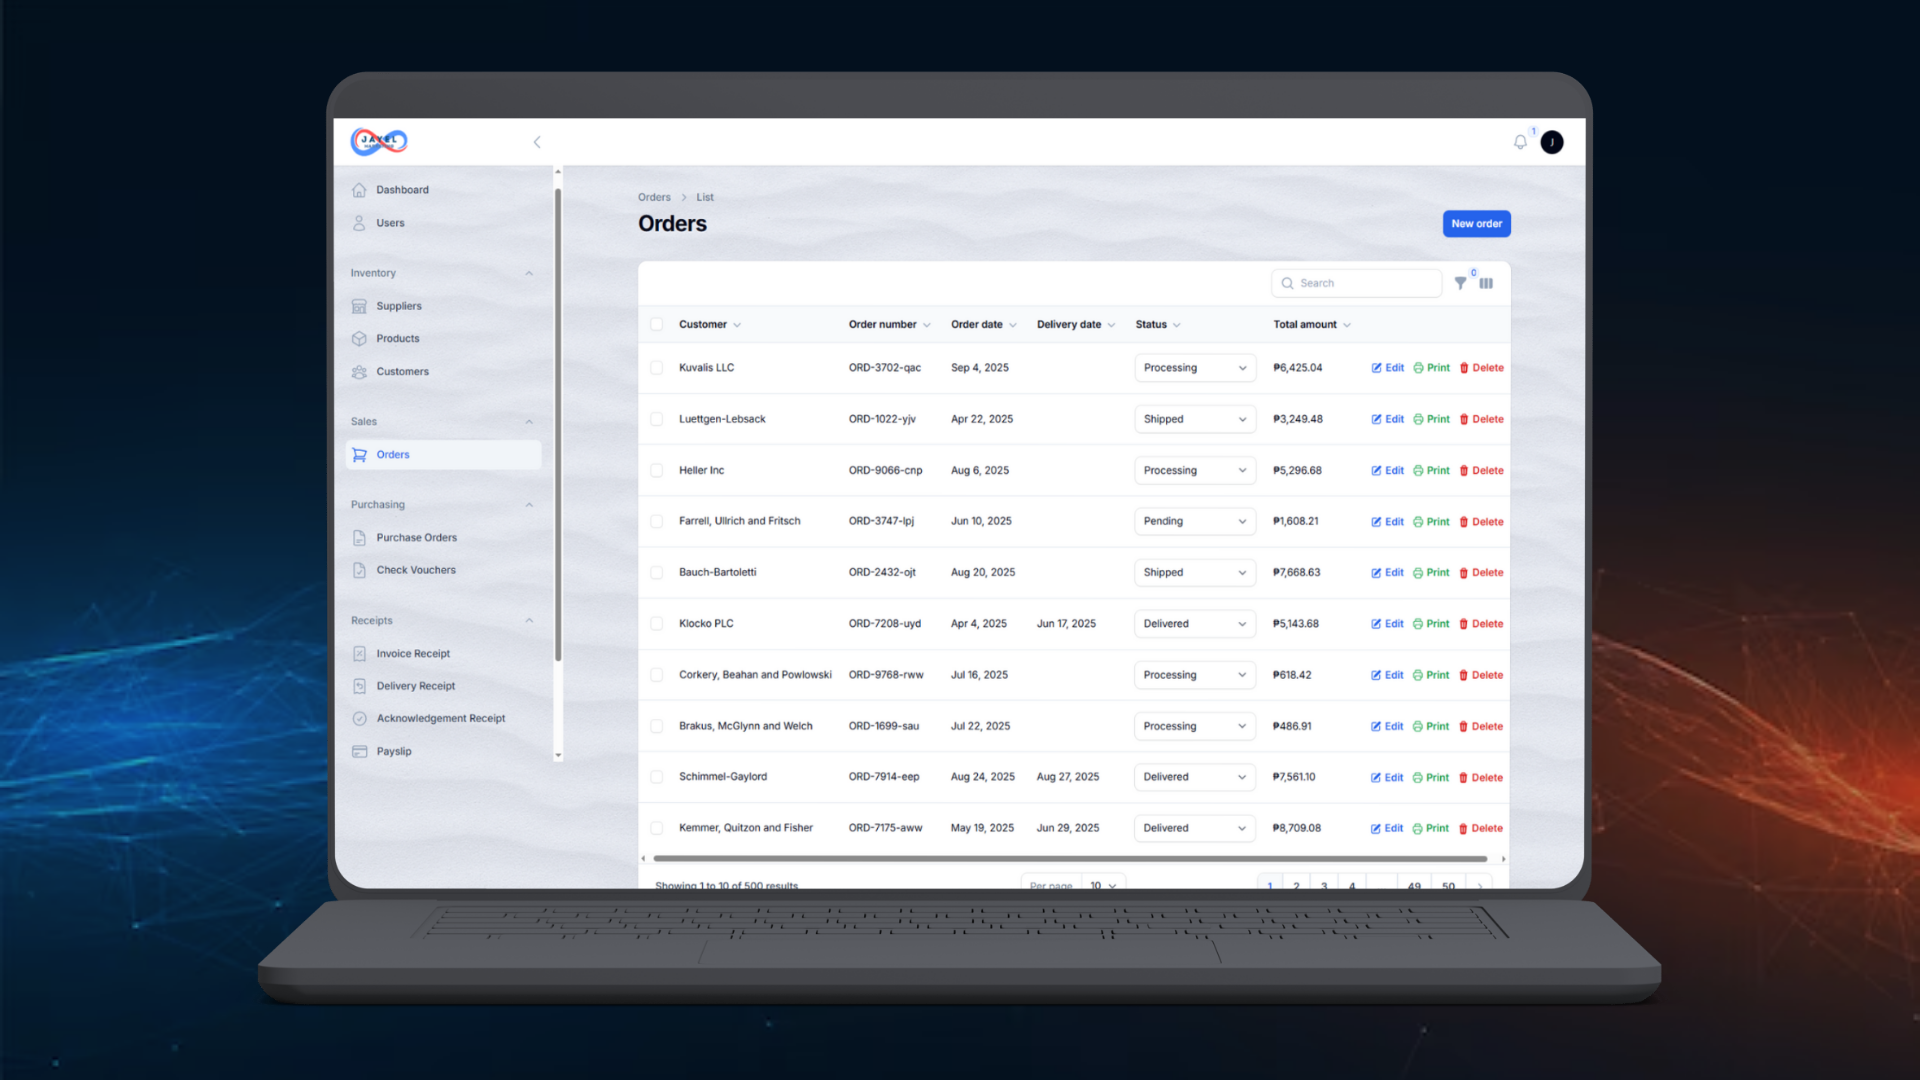 JAYEL
1
J
Dashboard
Users
Inventory
Suppliers
Products
Customers
Sales
Orders
Purchasing
Purchase Orders
Check Vouchers
Receipts
Invoice Receipt
Delivery Receipt
Acknowledgement Receipt
Payslip
Orders > List
Orders
New order
Search
0
Customer Order number Order date Delivery date Status Total amount
Kuvalis LLC ORD-3702-qac Sep 4, 2025 Processing ₱6,425.04 Edit Print Delete
Luettgen-Lebsack ORD-1022-yjv Apr 22, 2025 Shipped ₱3,249.48 Edit Print Delete
Heller Inc ORD-9066-cnp Aug 6, 2025 Processing ₱5,296.68 Edit Print Delete
Farrell, Ullrich and Fritsch ORD-3747-lpj Jun 10, 2025 Pending ₱1,608.21 Edit Print Delete
Bauch-Bartoletti ORD-2432-ojt Aug 20, 2025 Shipped ₱7,668.63 Edit Print Delete
Klocko PLC ORD-7208-uyd Apr 4, 2025 Jun 17, 2025 Delivered ₱5,143.68 Edit Print Delete
Corkery, Beahan and Powlowski ORD-9768-rww Jul 16, 2025 Processing ₱618.42 Edit Print Delete
Brakus, McGlynn and Welch ORD-1699-sau Jul 22, 2025 Processing ₱486.91 Edit Print Delete
Schimmel-Gaylord ORD-7914-eep Aug 24, 2025 Aug 27, 2025 Delivered ₱7,561.10 Edit Print Delete
Kemmer, Quitzon and Fisher ORD-7175-aww May 19, 2025 Jun 29, 2025 Delivered ₱8,709.08 Edit Print Delete
Showing 1 to 10 of 500 results Per page 10 1 2 3 4 49 50